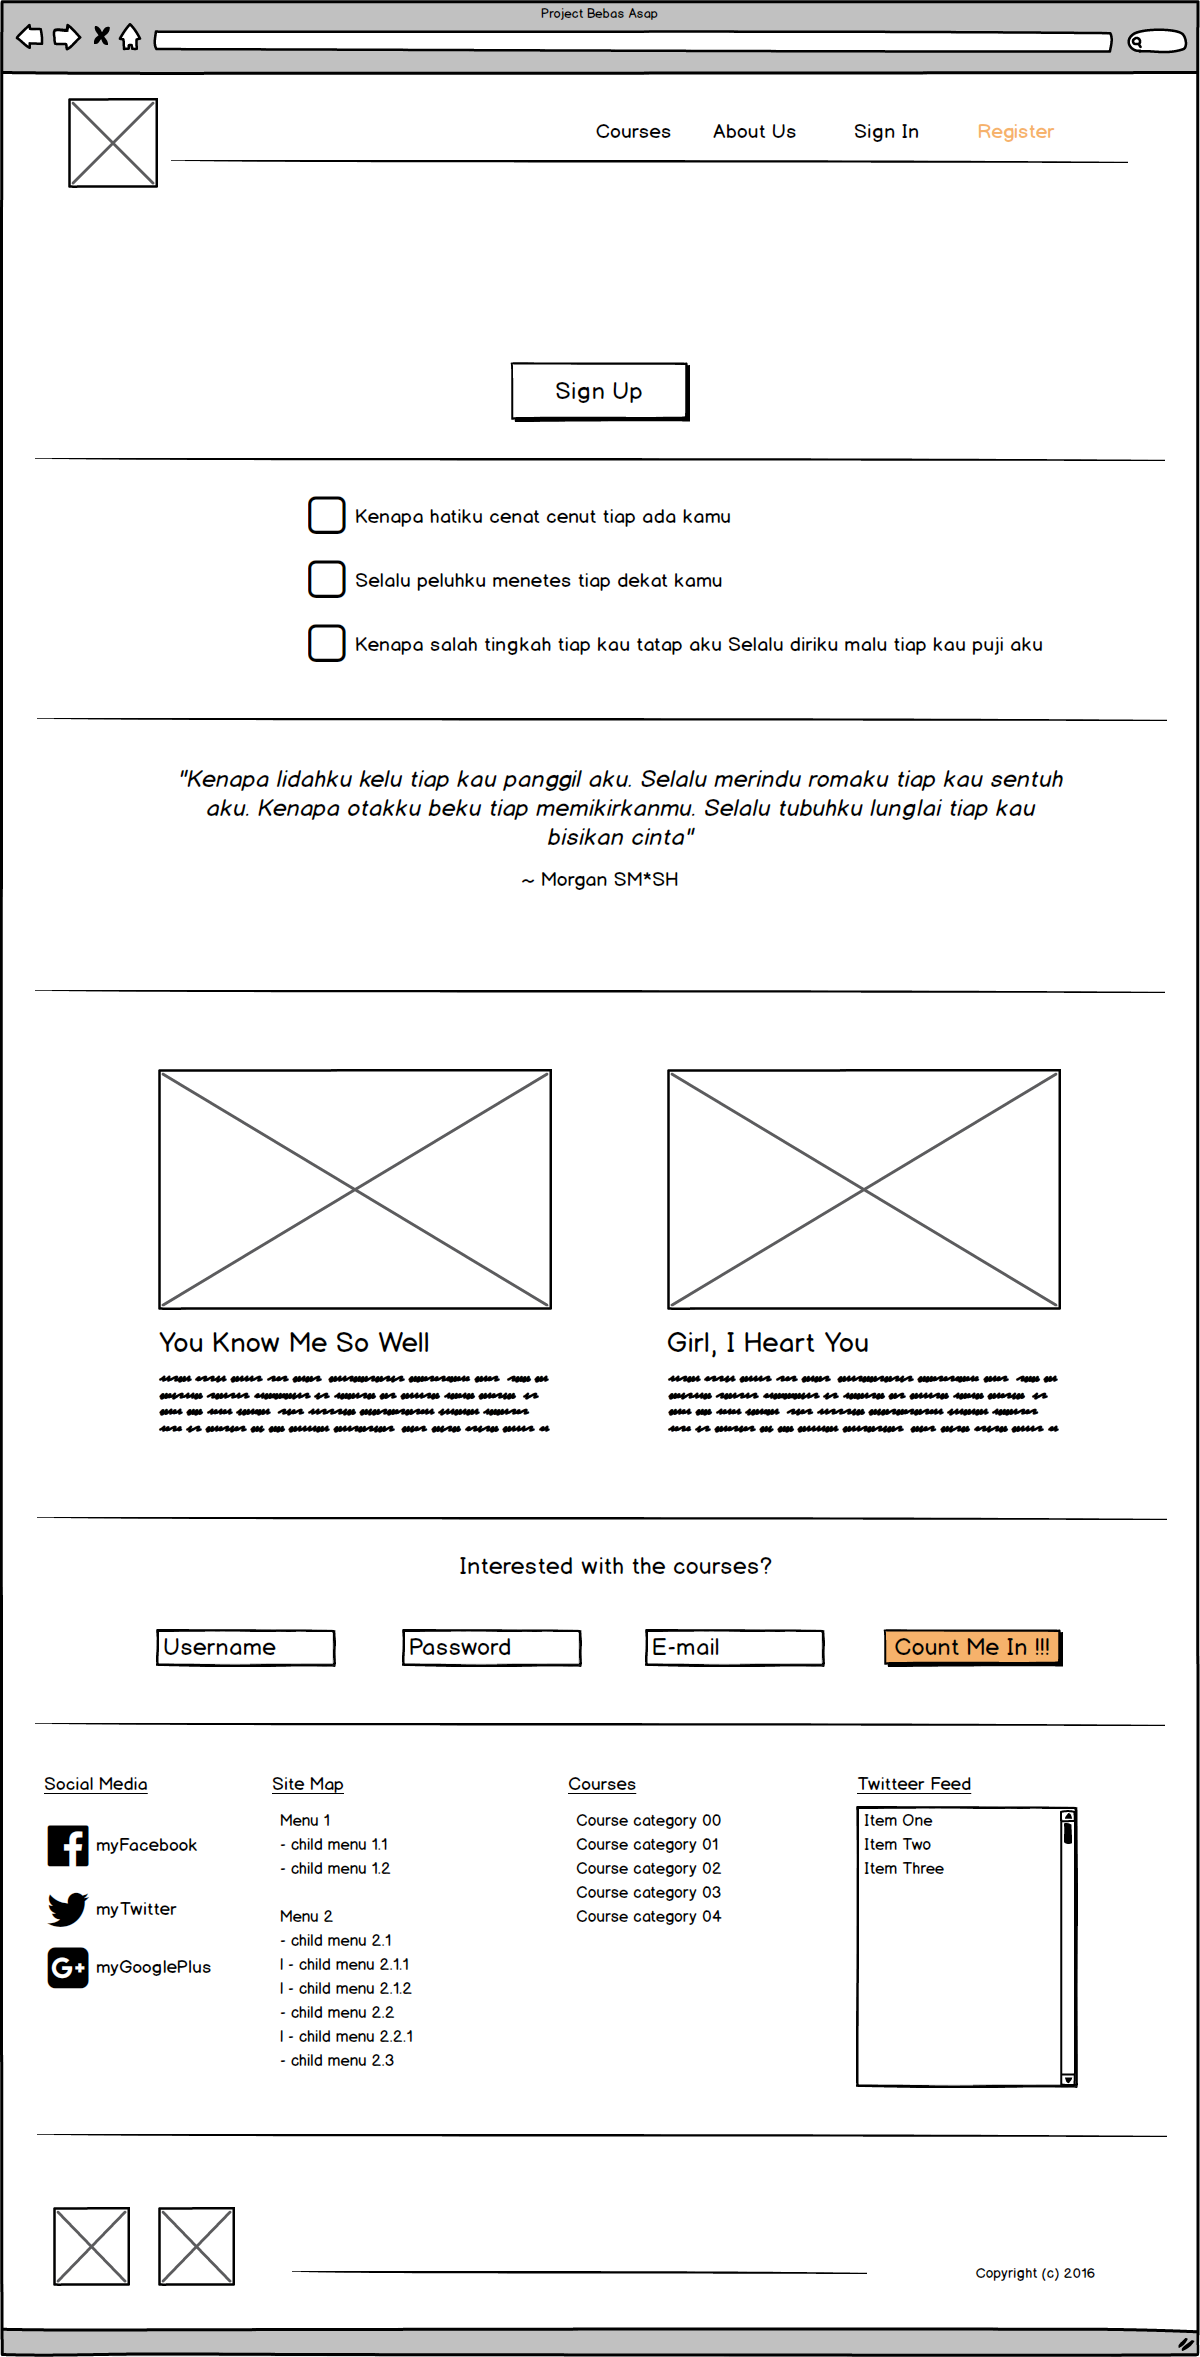 Project Bebas Asap
Courses About Us Sign In Register
Sign Up
Kenapa hatiku cenat cenut tiap ada kamu
Selalu peluhku menetes tiap dekat kamu
Kenapa salah tingkah tiap kau tatap aku Selalu diriku malu tiap kau puji aku
"Kenapa lidahku kelu tiap kau panggil aku. Selalu merindu romaku tiap kau sentuh
aku. Kenapa otakku beku tiap memikirkanmu. Selalu tubuhku lunglai tiap kau
bisikan cinta"
~ Morgan SM*SH
You Know Me So Well
Girl, I Heart You
Interested with the courses?
Username
Password
E-mail
Count Me In !!!
Social Media
myFacebook
myTwitter
G+ myGooglePlus
Site Map
Menu 1
- child menu 1.1
- child menu 1.2
Menu 2
- child menu 2.1
| - child menu 2.1.1
| - child menu 2.1.2
- child menu 2.2
| - child menu 2.2.1
- child menu 2.3
Courses
Course category 00
Course category 01
Course category 02
Course category 03
Course category 04
Twitteer Feed
Item One
Item Two
Item Three
Copyright (c) 2016